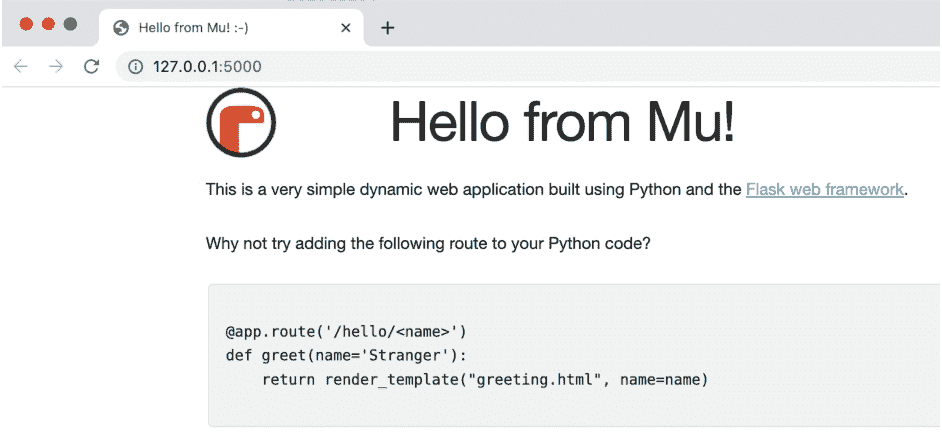 Hello from Mu! :-)
127.0.0.1:5000
Hello from Mu!
This is a very simple dynamic web application built using Python and the Flask web framework.
Why not try adding the following route to your Python code?
@app.route('/hello/<name>')
def greet(name='Stranger'):
    return render_template("greeting.html", name=name)